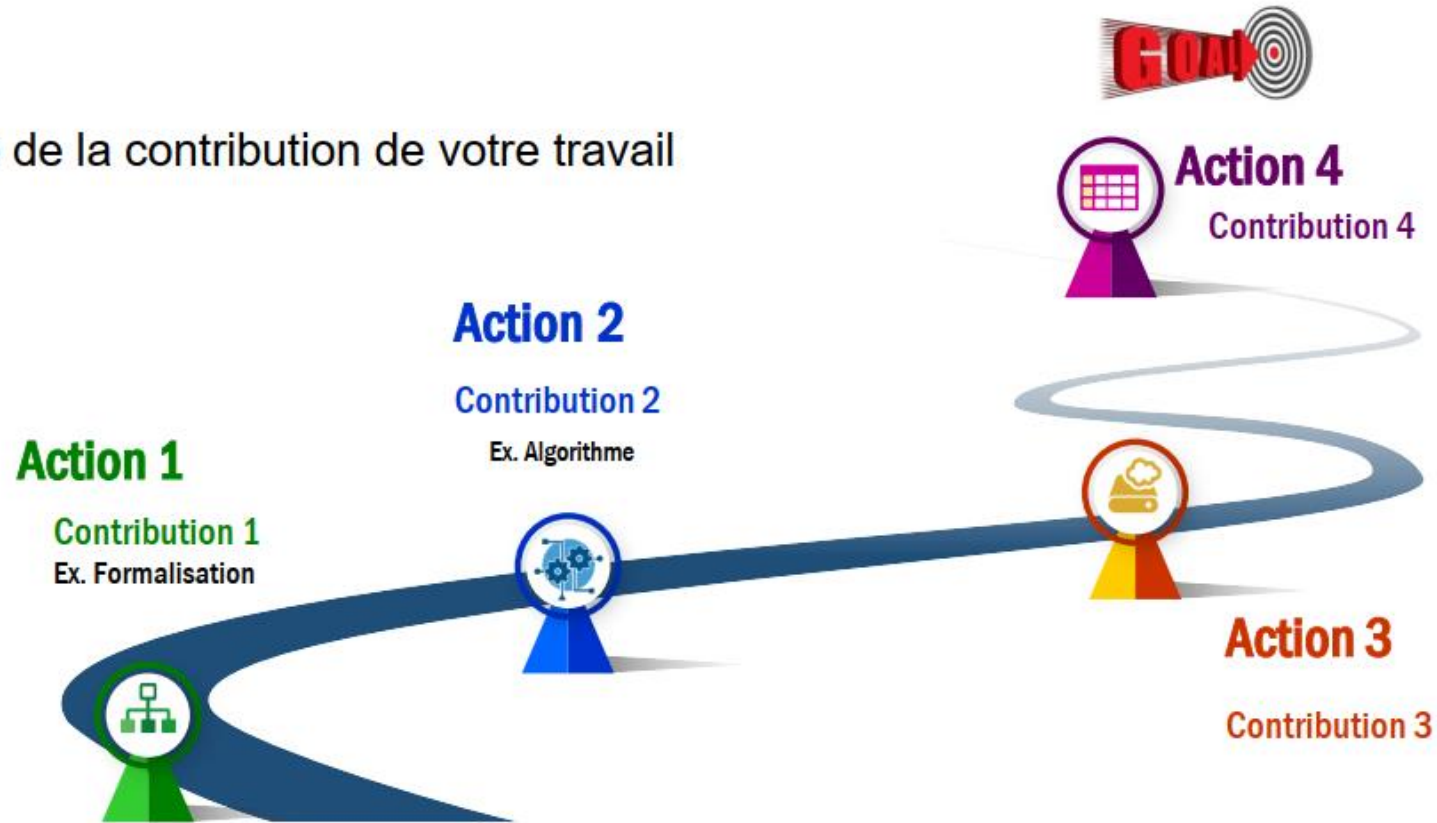 GOAL
de la contribution de votre travail
Action 4
Contribution 4
Action 2
Contribution 2
Ex. Algorithme
Action 1
Contribution 1
Ex. Formalisation
Action 3
Contribution 3